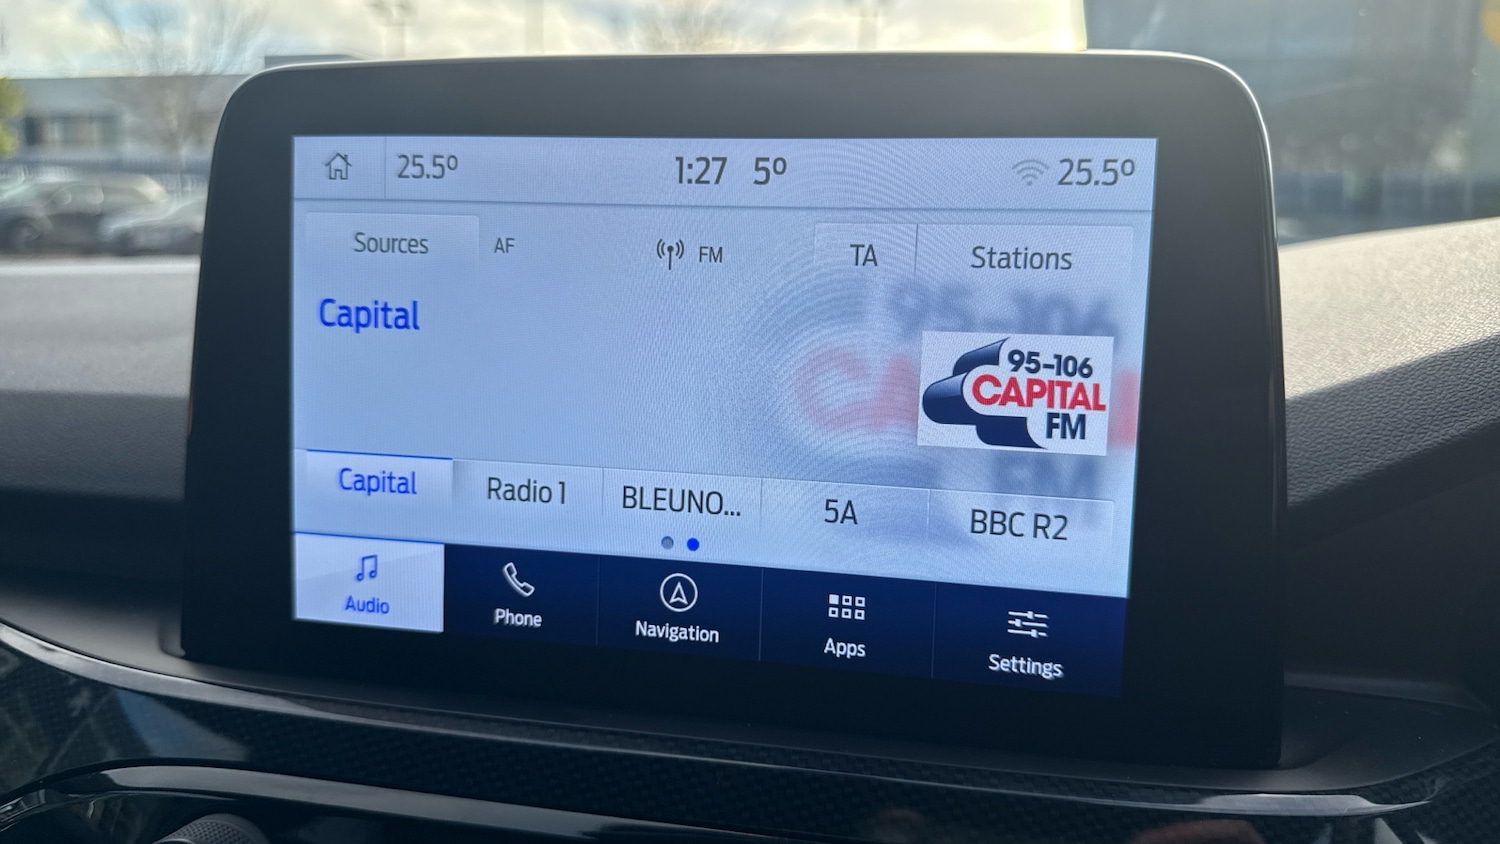 25.5º 1:27 5º 25.5º
Sources AF FM TA Stations
Capital
95-106
CAPITAL
FM
Capital Radio 1 BLEUNO... 5A BBC R2
Audio Phone Navigation Apps Settings